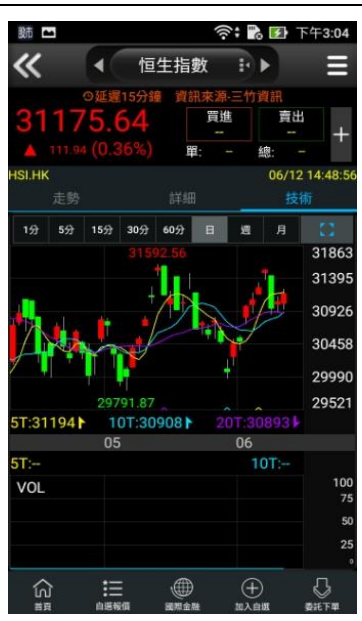 下午3:04
恒生指數
延遲15分鐘 資訊來源-三竹資訊
31175.64
買進
--
賣出
--
+
▲ 111.94 (0.36%)
單: -- 總: --
HSI.HK 06/12 14:48:56
走勢 詳細 技術
1分 5分 15分 30分 60分 日 週 月
31592.56
31863
31395
30926
30458
29990
29521
29791.87
5T:31194 10T:30908 20T:30893
05 06
5T:-- 10T:--
VOL
100
75
50
25
0
首頁 自選報價 國際金融 加入自選 委託下單